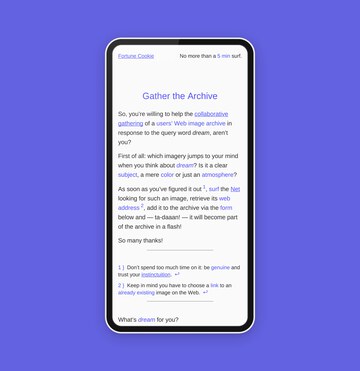 Fortune Cookie
No more than a 5 min surf.
Gather the Archive
So, you're willing to help the collaborative
gathering of a users' Web image archive in
response to the query word dream, aren't
you?
First of all: which imagery jumps to your mind
when you think about dream? Is it a clear
subject, a mere color or just an atmosphere?
As soon as you've figured it out 1, surf the Net
looking for such an image, retrieve its web
address 2, add it to the archive via the form
below and — ta-daaan! — it will become part
of the archive in a flash!
So many thanks!
1 ) Don't spend too much time on it: be genuine and
trust your instinctution. ↵
2 ) Keep in mind you have to choose a link to an
already existing image on the Web. ↵
What's dream for you?